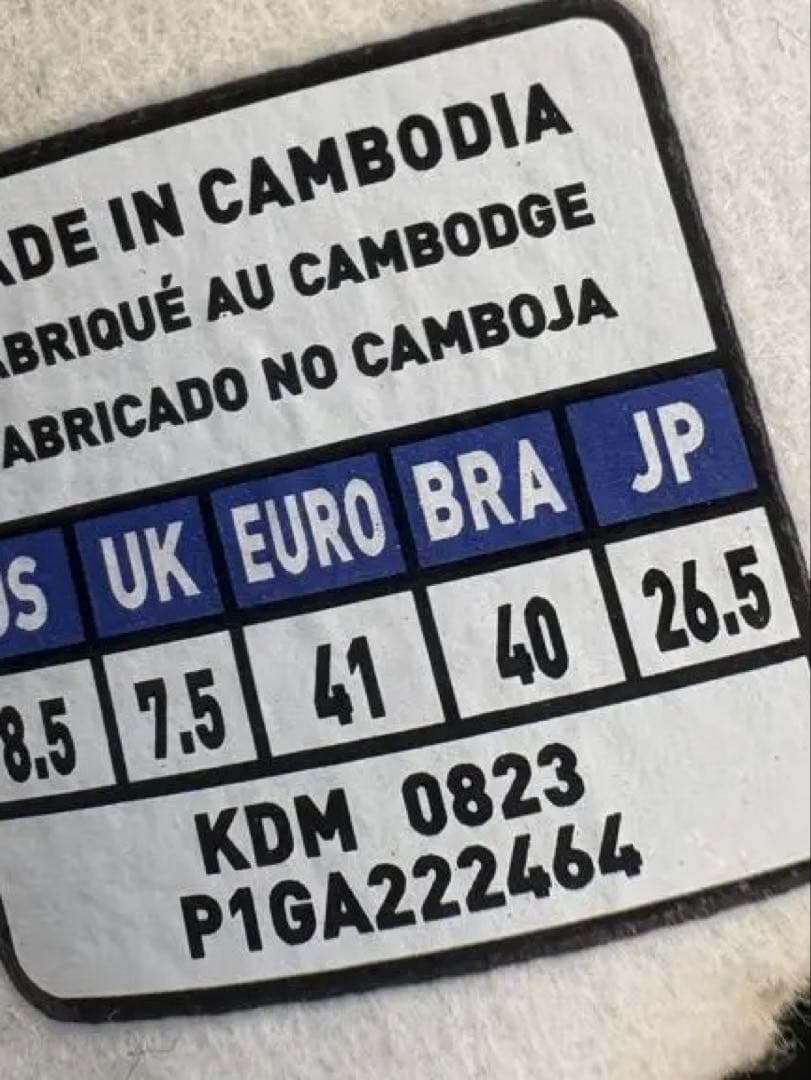 ADE IN CAMBODIA
ABRIQUÉ AU CAMBODGE
ABRICADO NO CAMBOJA
US UK EURO BRA JP
8.5 7.5 41 40 26.5
KDM 0823
P1GA222464